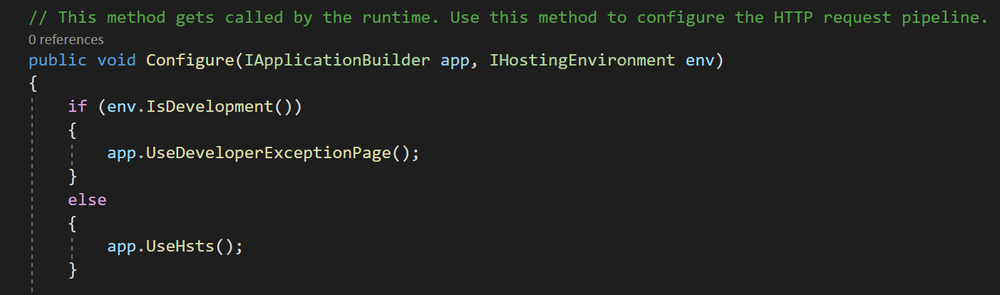 // This method gets called by the runtime. Use this method to configure the HTTP request pipeline.
0 references
public void Configure(IApplicationBuilder app, IHostingEnvironment env)
{
    if (env.IsDevelopment())
    {
        app.UseDeveloperExceptionPage();
    }
    else
    {
        app.UseHsts();
    }